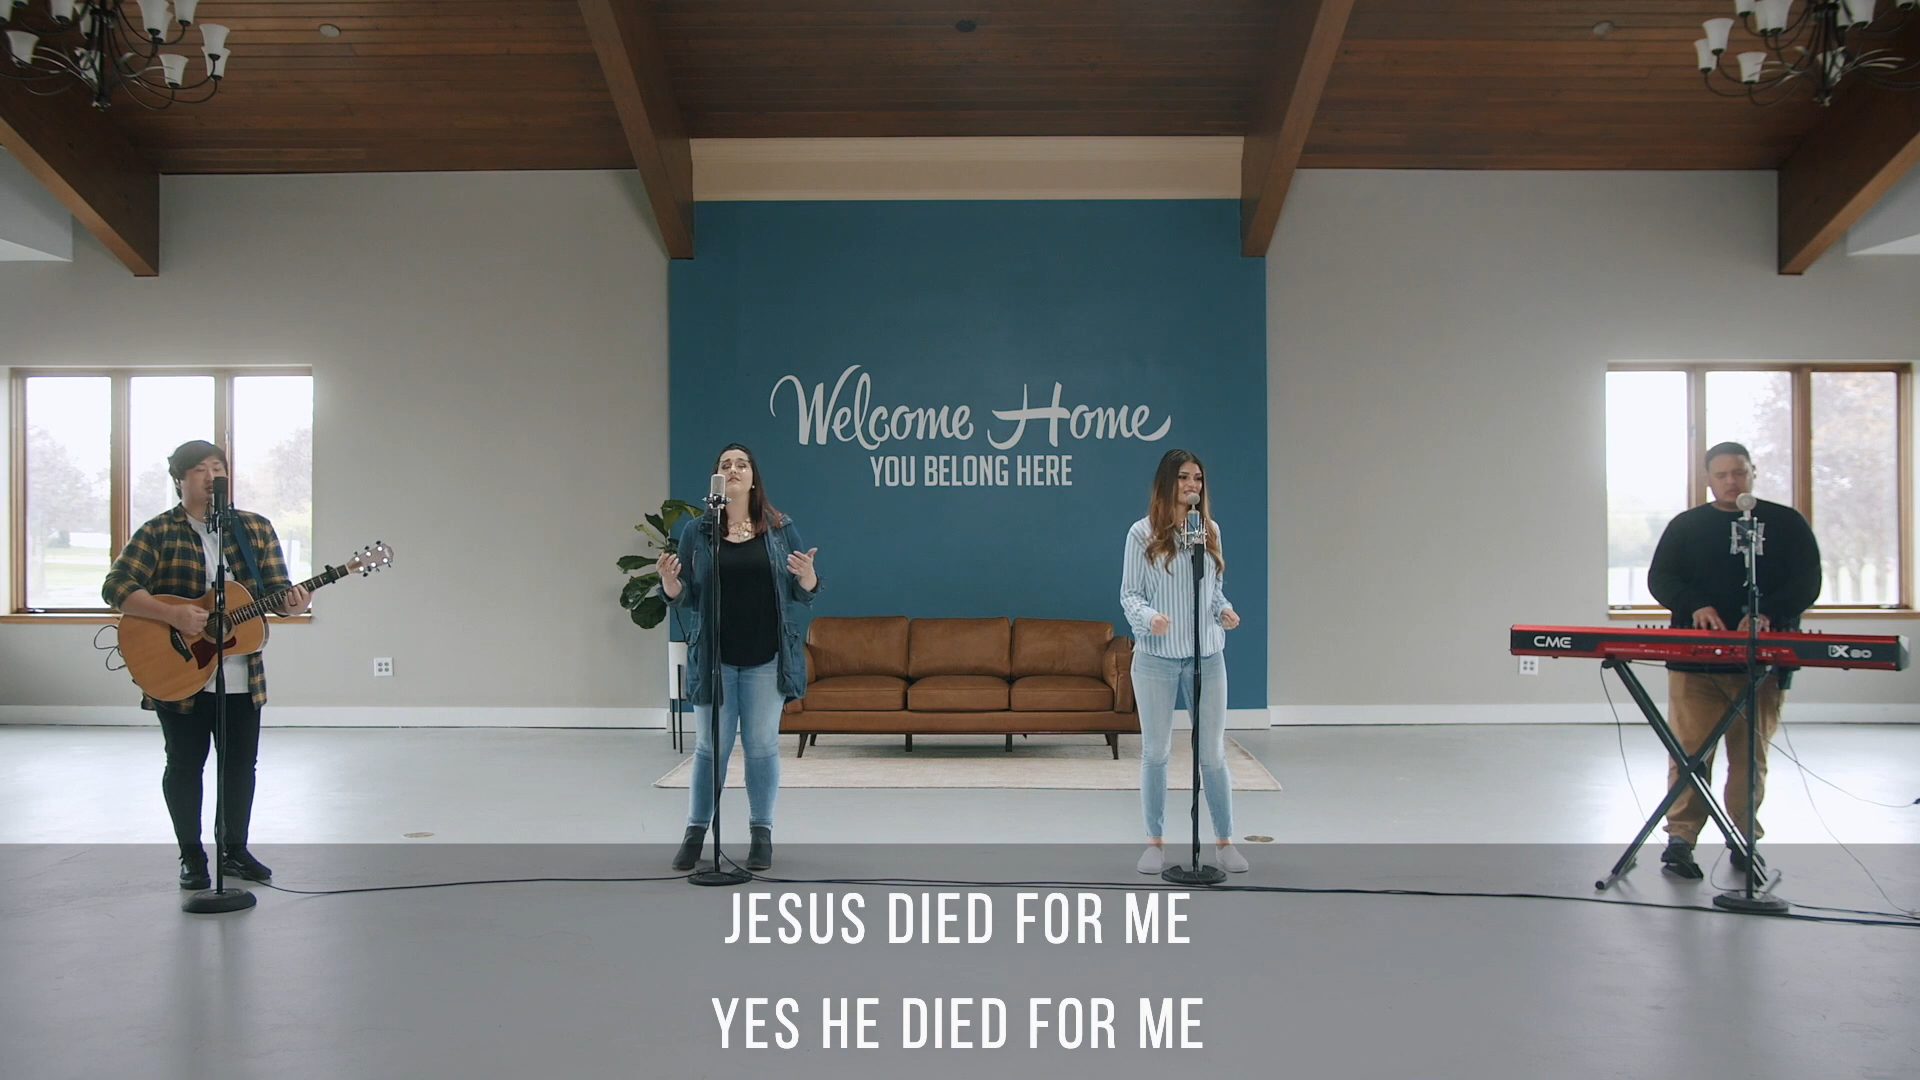 Welcome Home
YOU BELONG HERE
CME
JESUS DIED FOR ME
YES HE DIED FOR ME